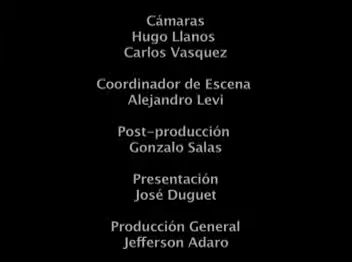 Cámaras
Hugo Llanos
Carlos Vasquez
Coordinador de Escena
Alejandro Levi
Post-producción
Gonzalo Salas
Presentación
José Duguet
Producción General
Jefferson Adaro